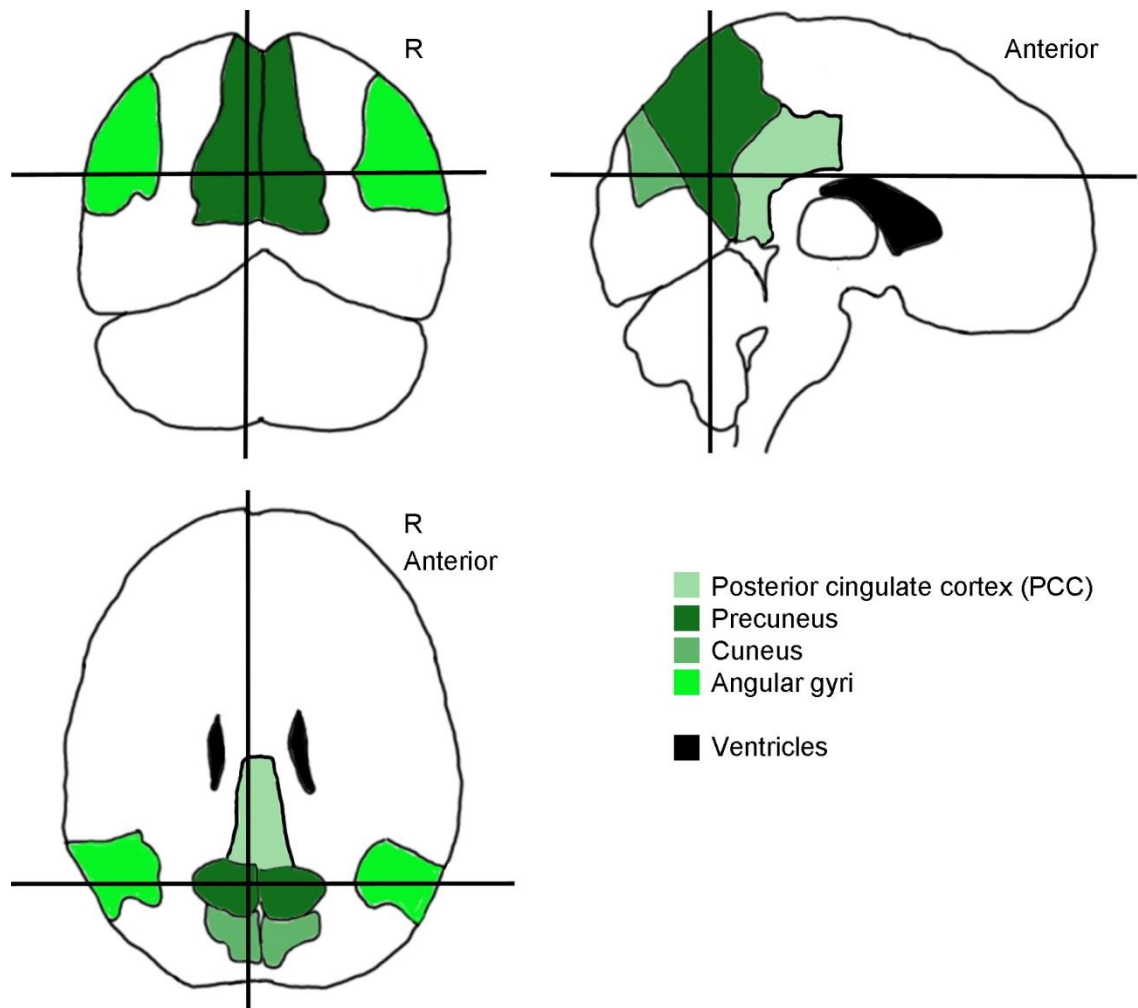 R
Anterior
R
Anterior
Posterior cingulate cortex (PCC)
Precuneus
Cuneus
Angular gyri
Ventricles